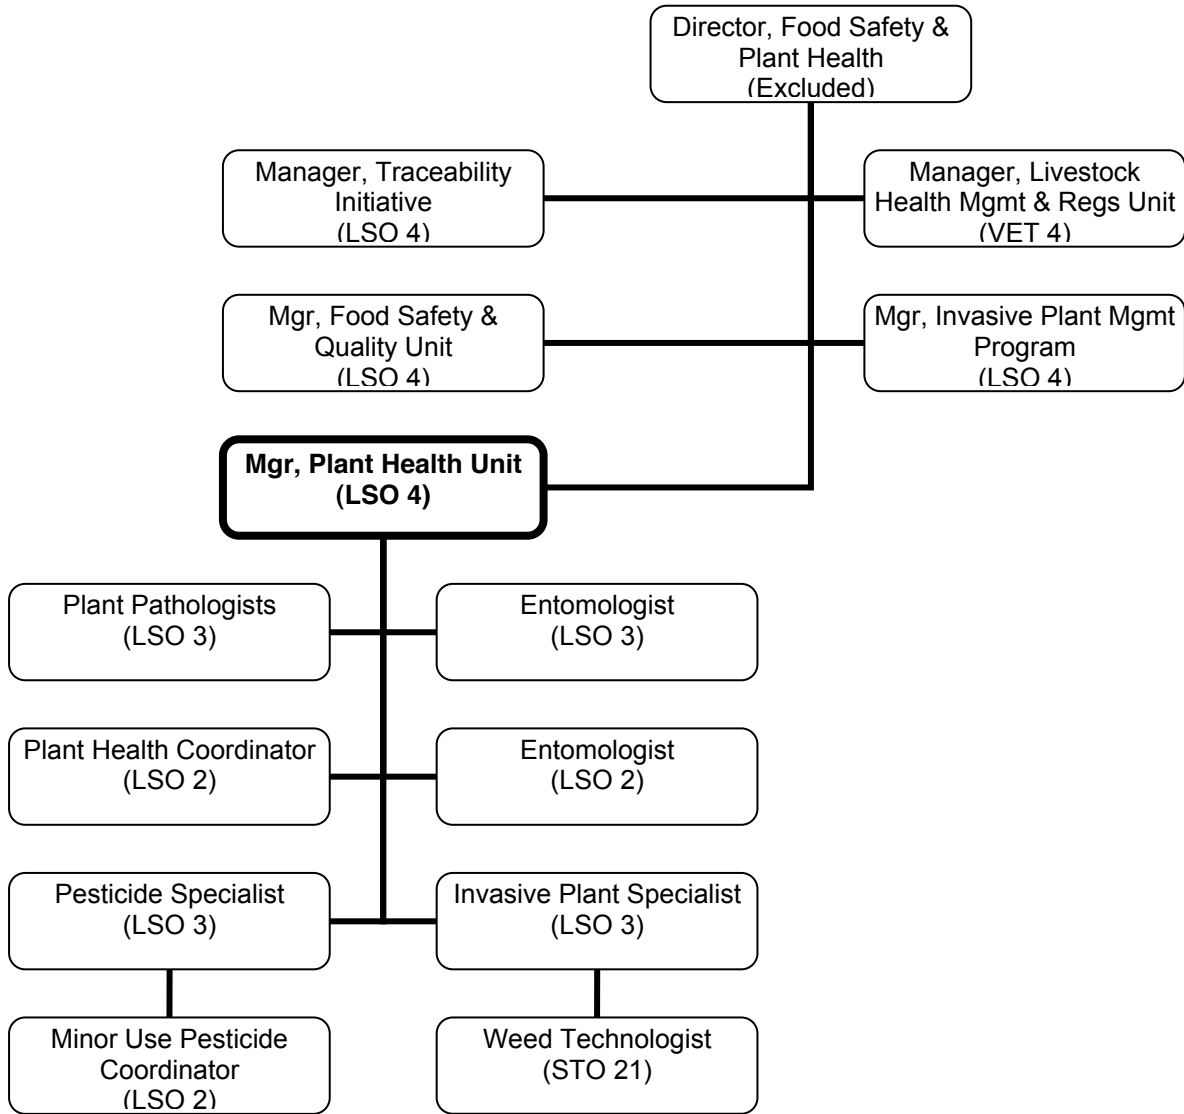 Director, Food Safety &
Plant Health
(Excluded)
Manager, Traceability
Initiative
(LSO 4)
Manager, Livestock
Health Mgmt & Regs Unit
(VET 4)
Mgr, Food Safety &
Quality Unit
(LSO 4)
Mgr, Invasive Plant Mgmt
Program
(LSO 4)
Mgr, Plant Health Unit
(LSO 4)
Plant Pathologists
(LSO 3)
Entomologist
(LSO 3)
Plant Health Coordinator
(LSO 2)
Entomologist
(LSO 2)
Pesticide Specialist
(LSO 3)
Invasive Plant Specialist
(LSO 3)
Minor Use Pesticide
Coordinator
(LSO 2)
Weed Technologist
(STO 21)